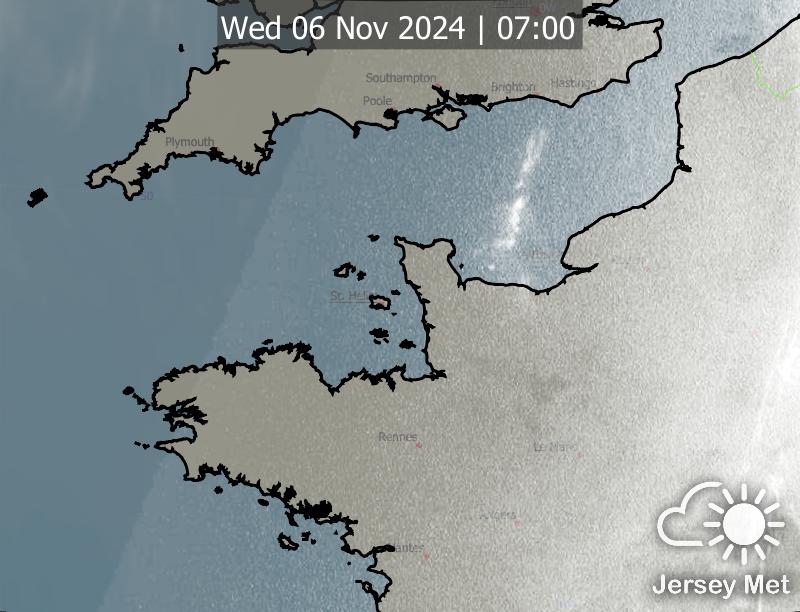 Wed 06 Nov 2024 | 07:00
Southampton
Brighton
Hastings
Poole
Plymouth
50
St. Helier
Rennes
Le Mans
Angers
Nantes
Jersey Met